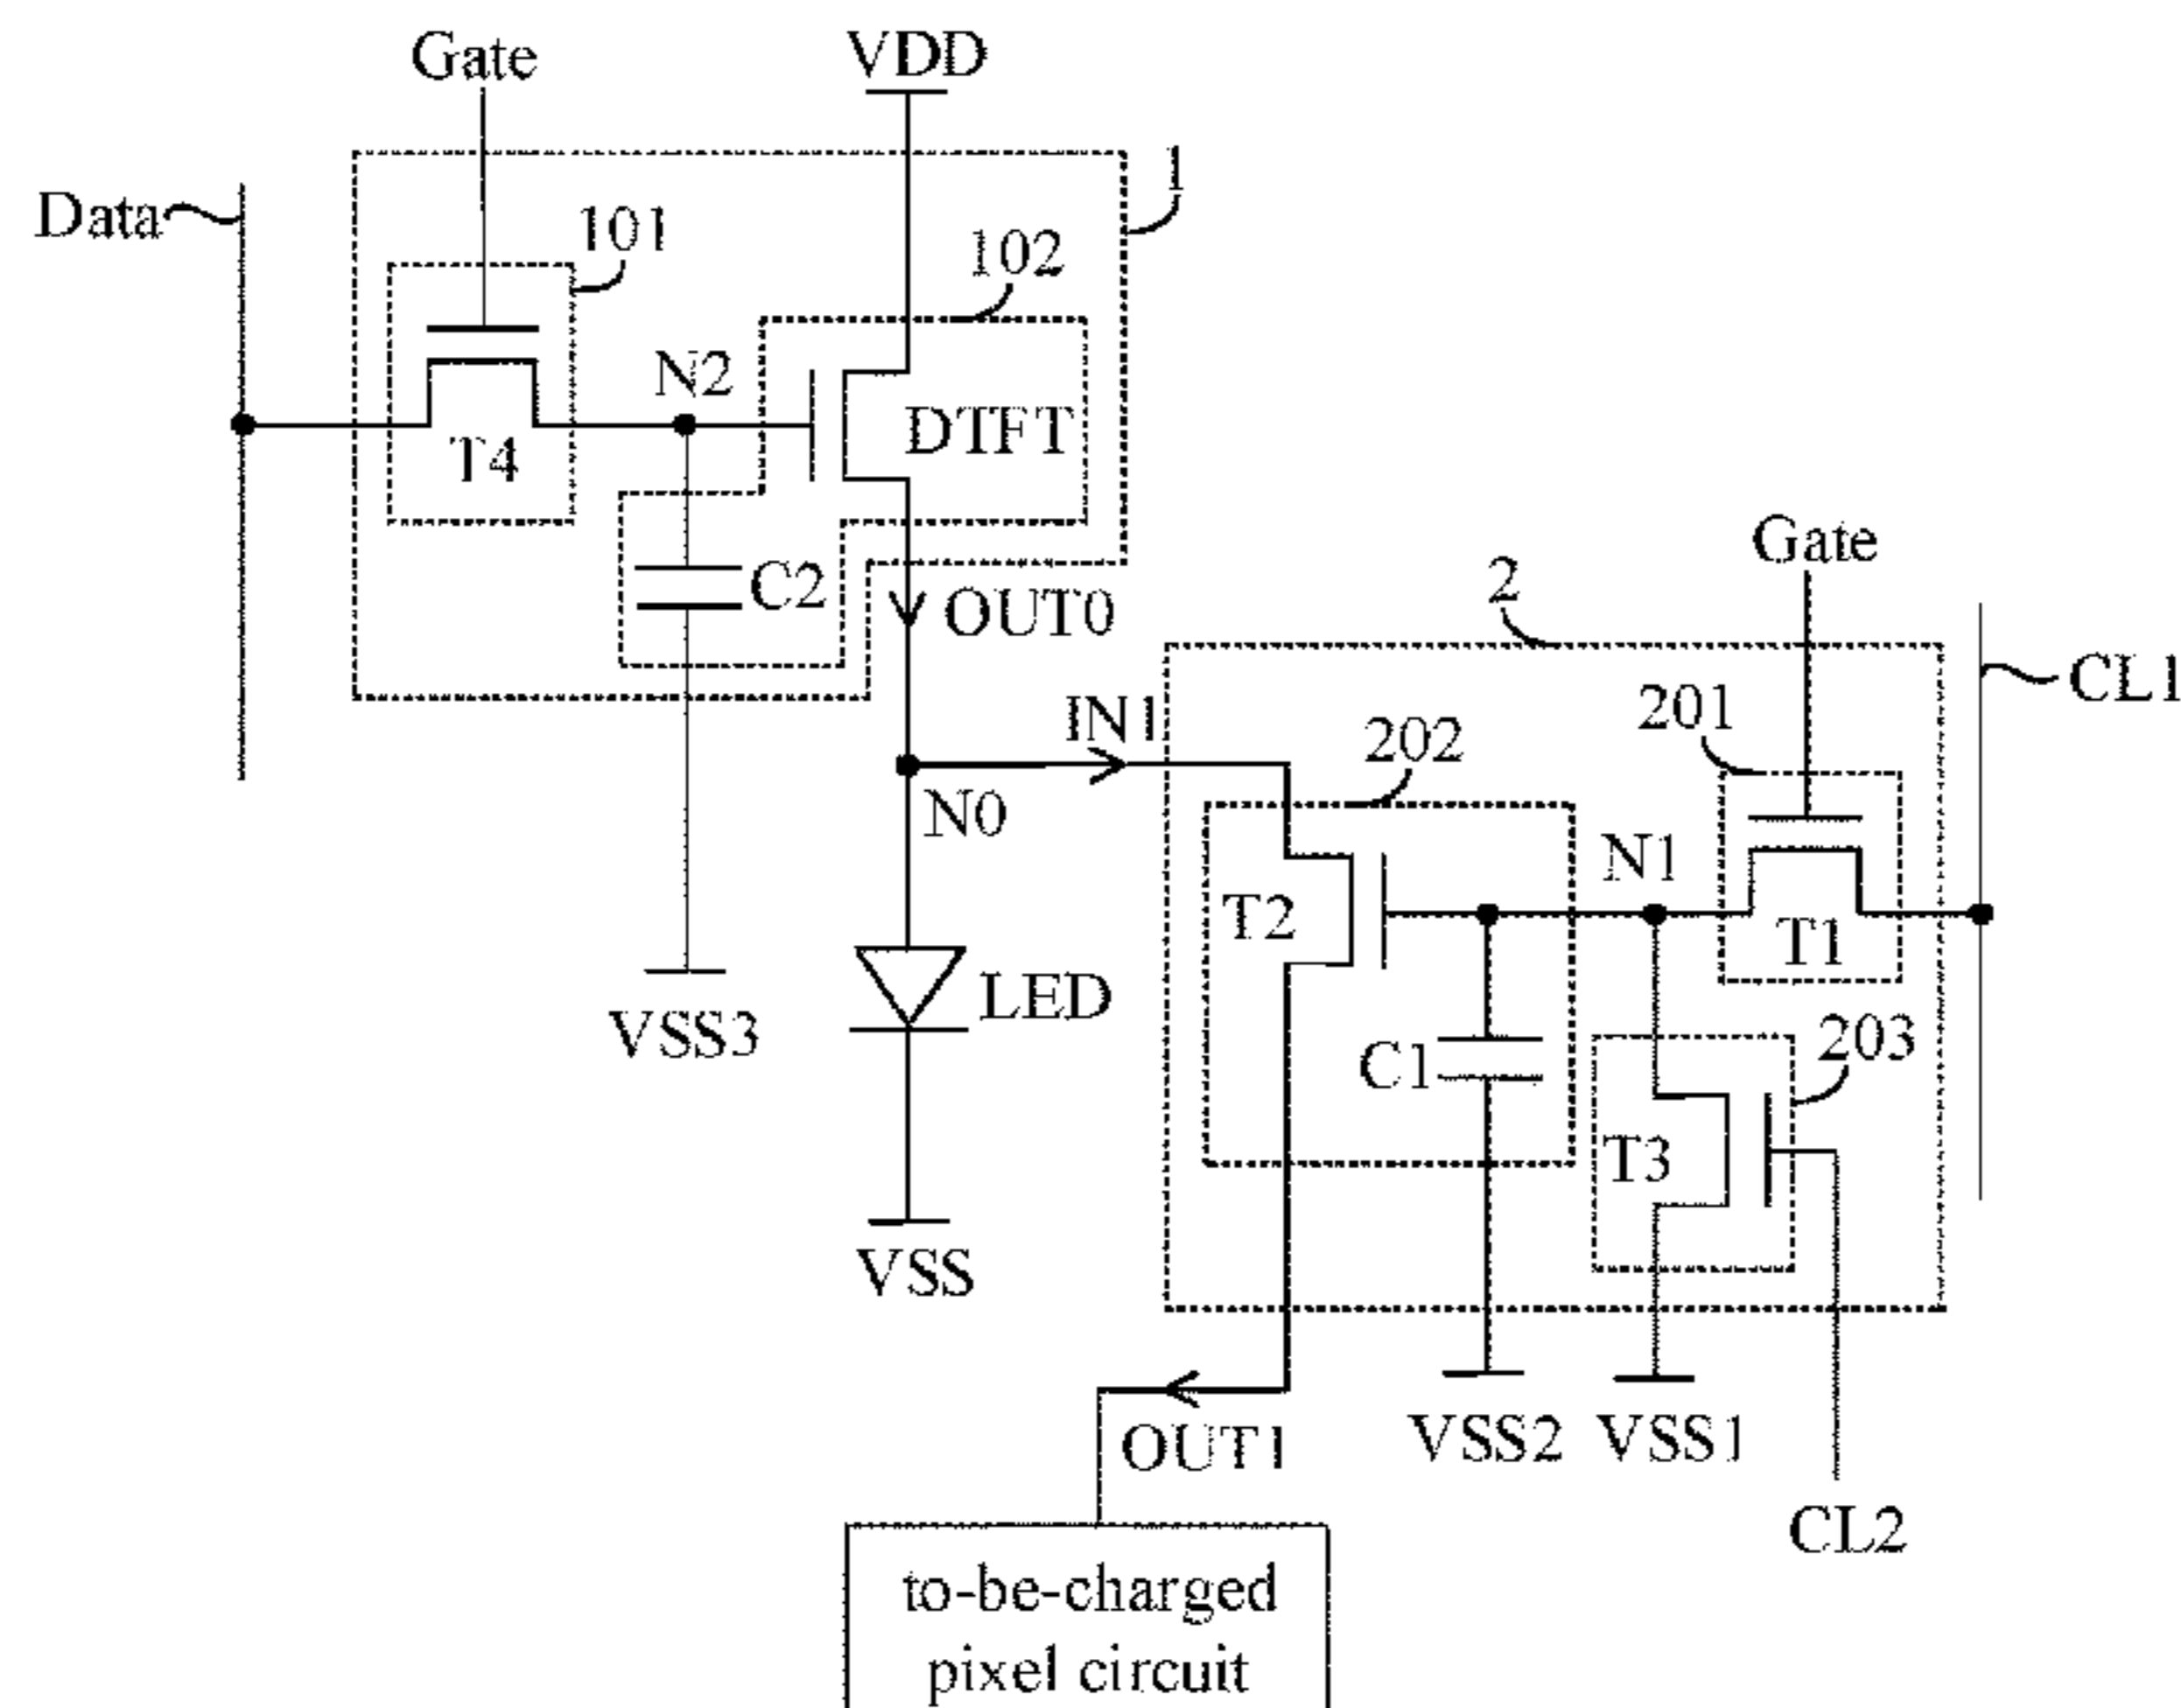 Gate
VDD
1
Data
101
102
N2
DTFT
T4
Gate
C2
2
OUT0
CL1
IN1
201
202
N0
N1
T2
T1
LED
VSS3
C1
203
T3
VSS
OUT1
VSS2
VSS1
CL2
to-be-charged
pixel circuit